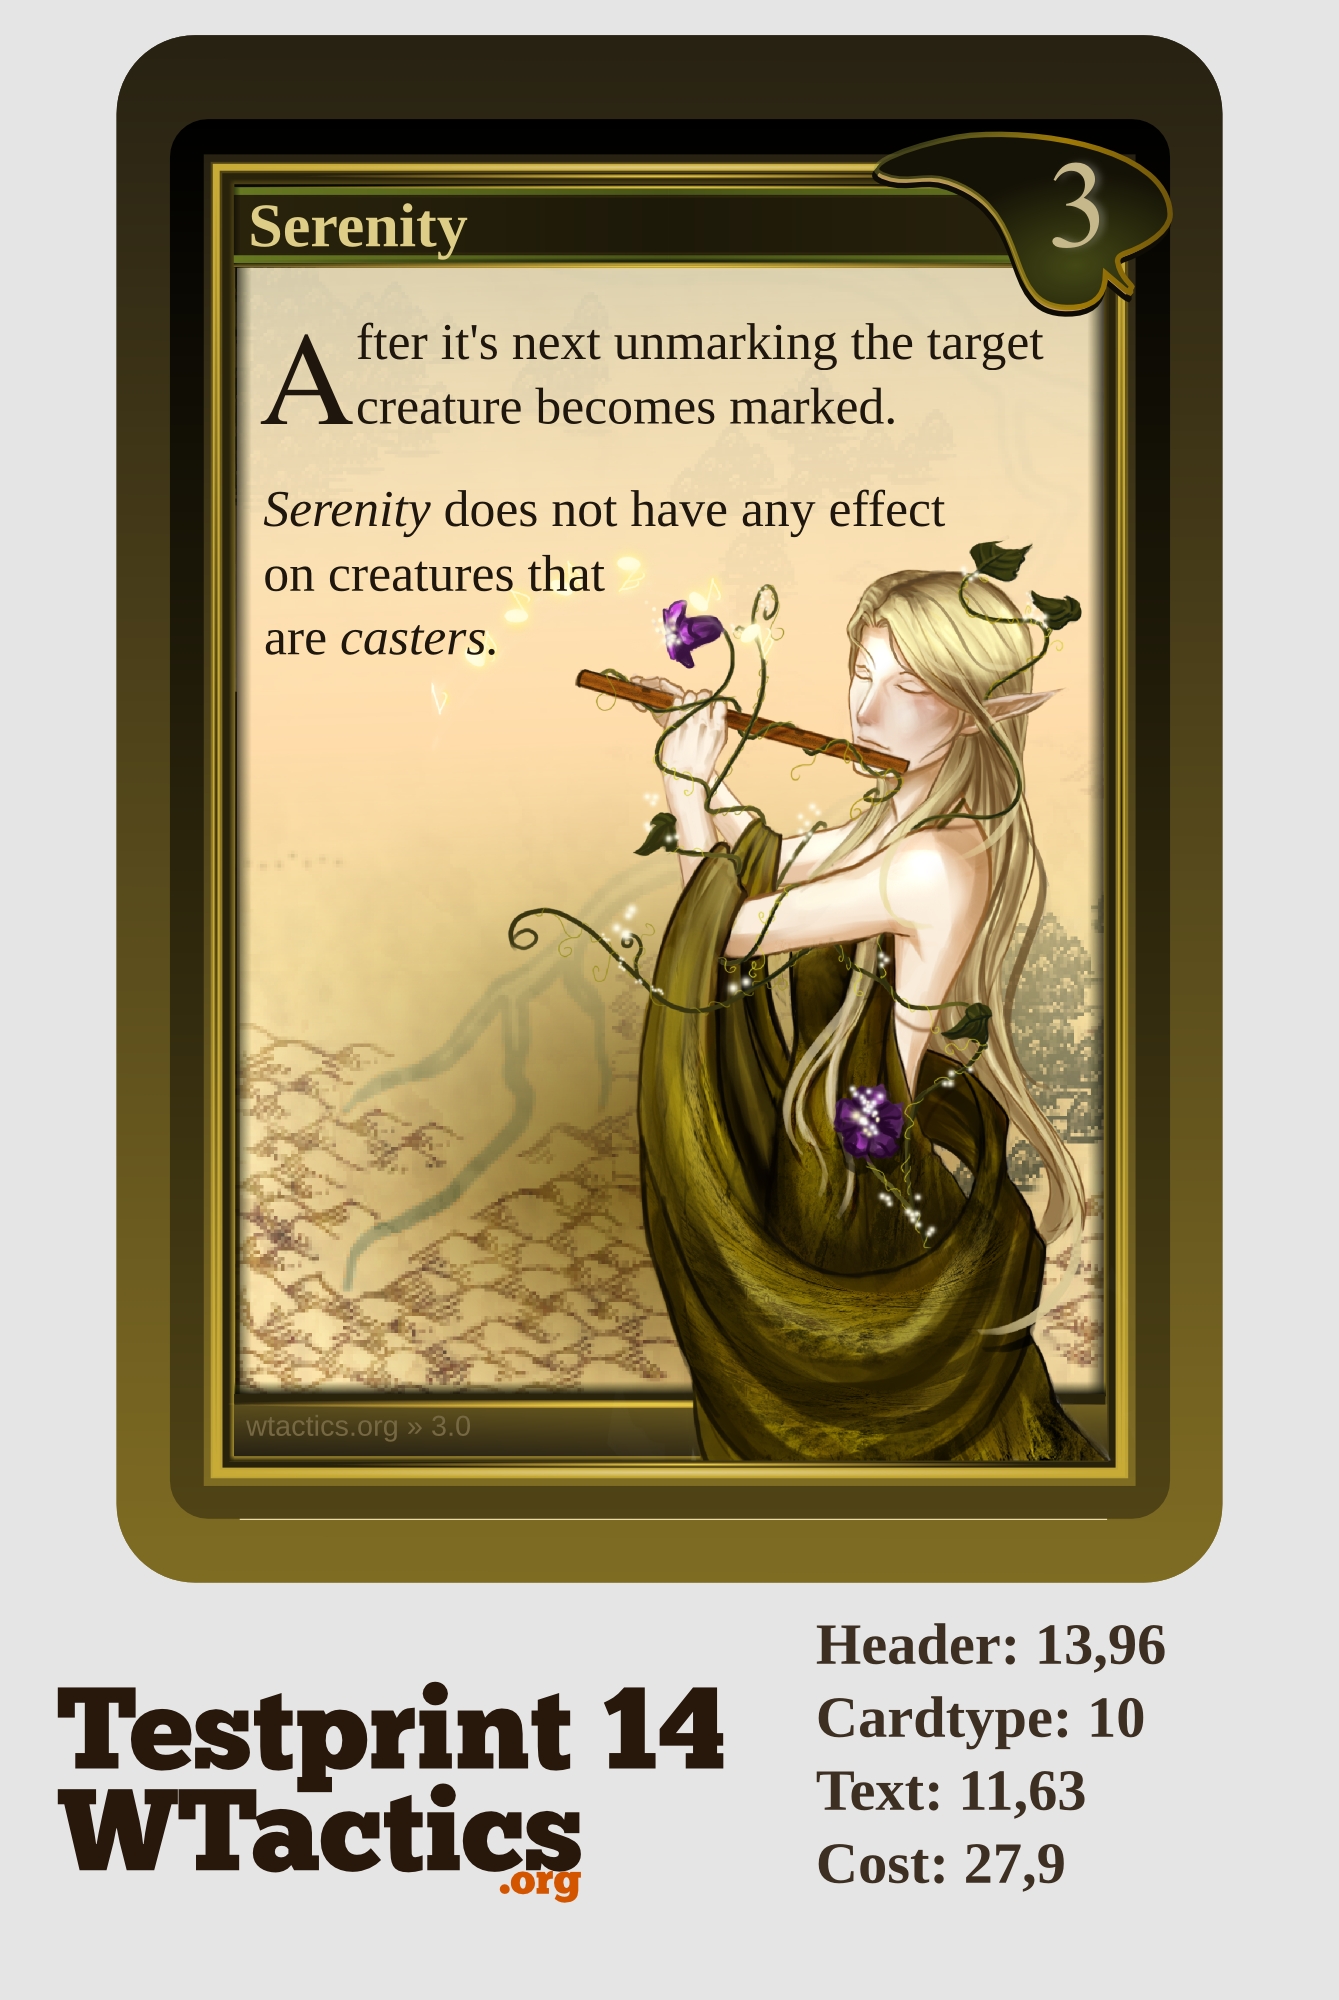 Serenity
3
After it's next unmarking the target
creature becomes marked.
Serenity does not have any effect
on creatures that
are casters.
wtactics.org » 3.0
Testprint 14
WTactics
.org
Header: 13,96
Cardtype: 10
Text: 11,63
Cost: 27,9